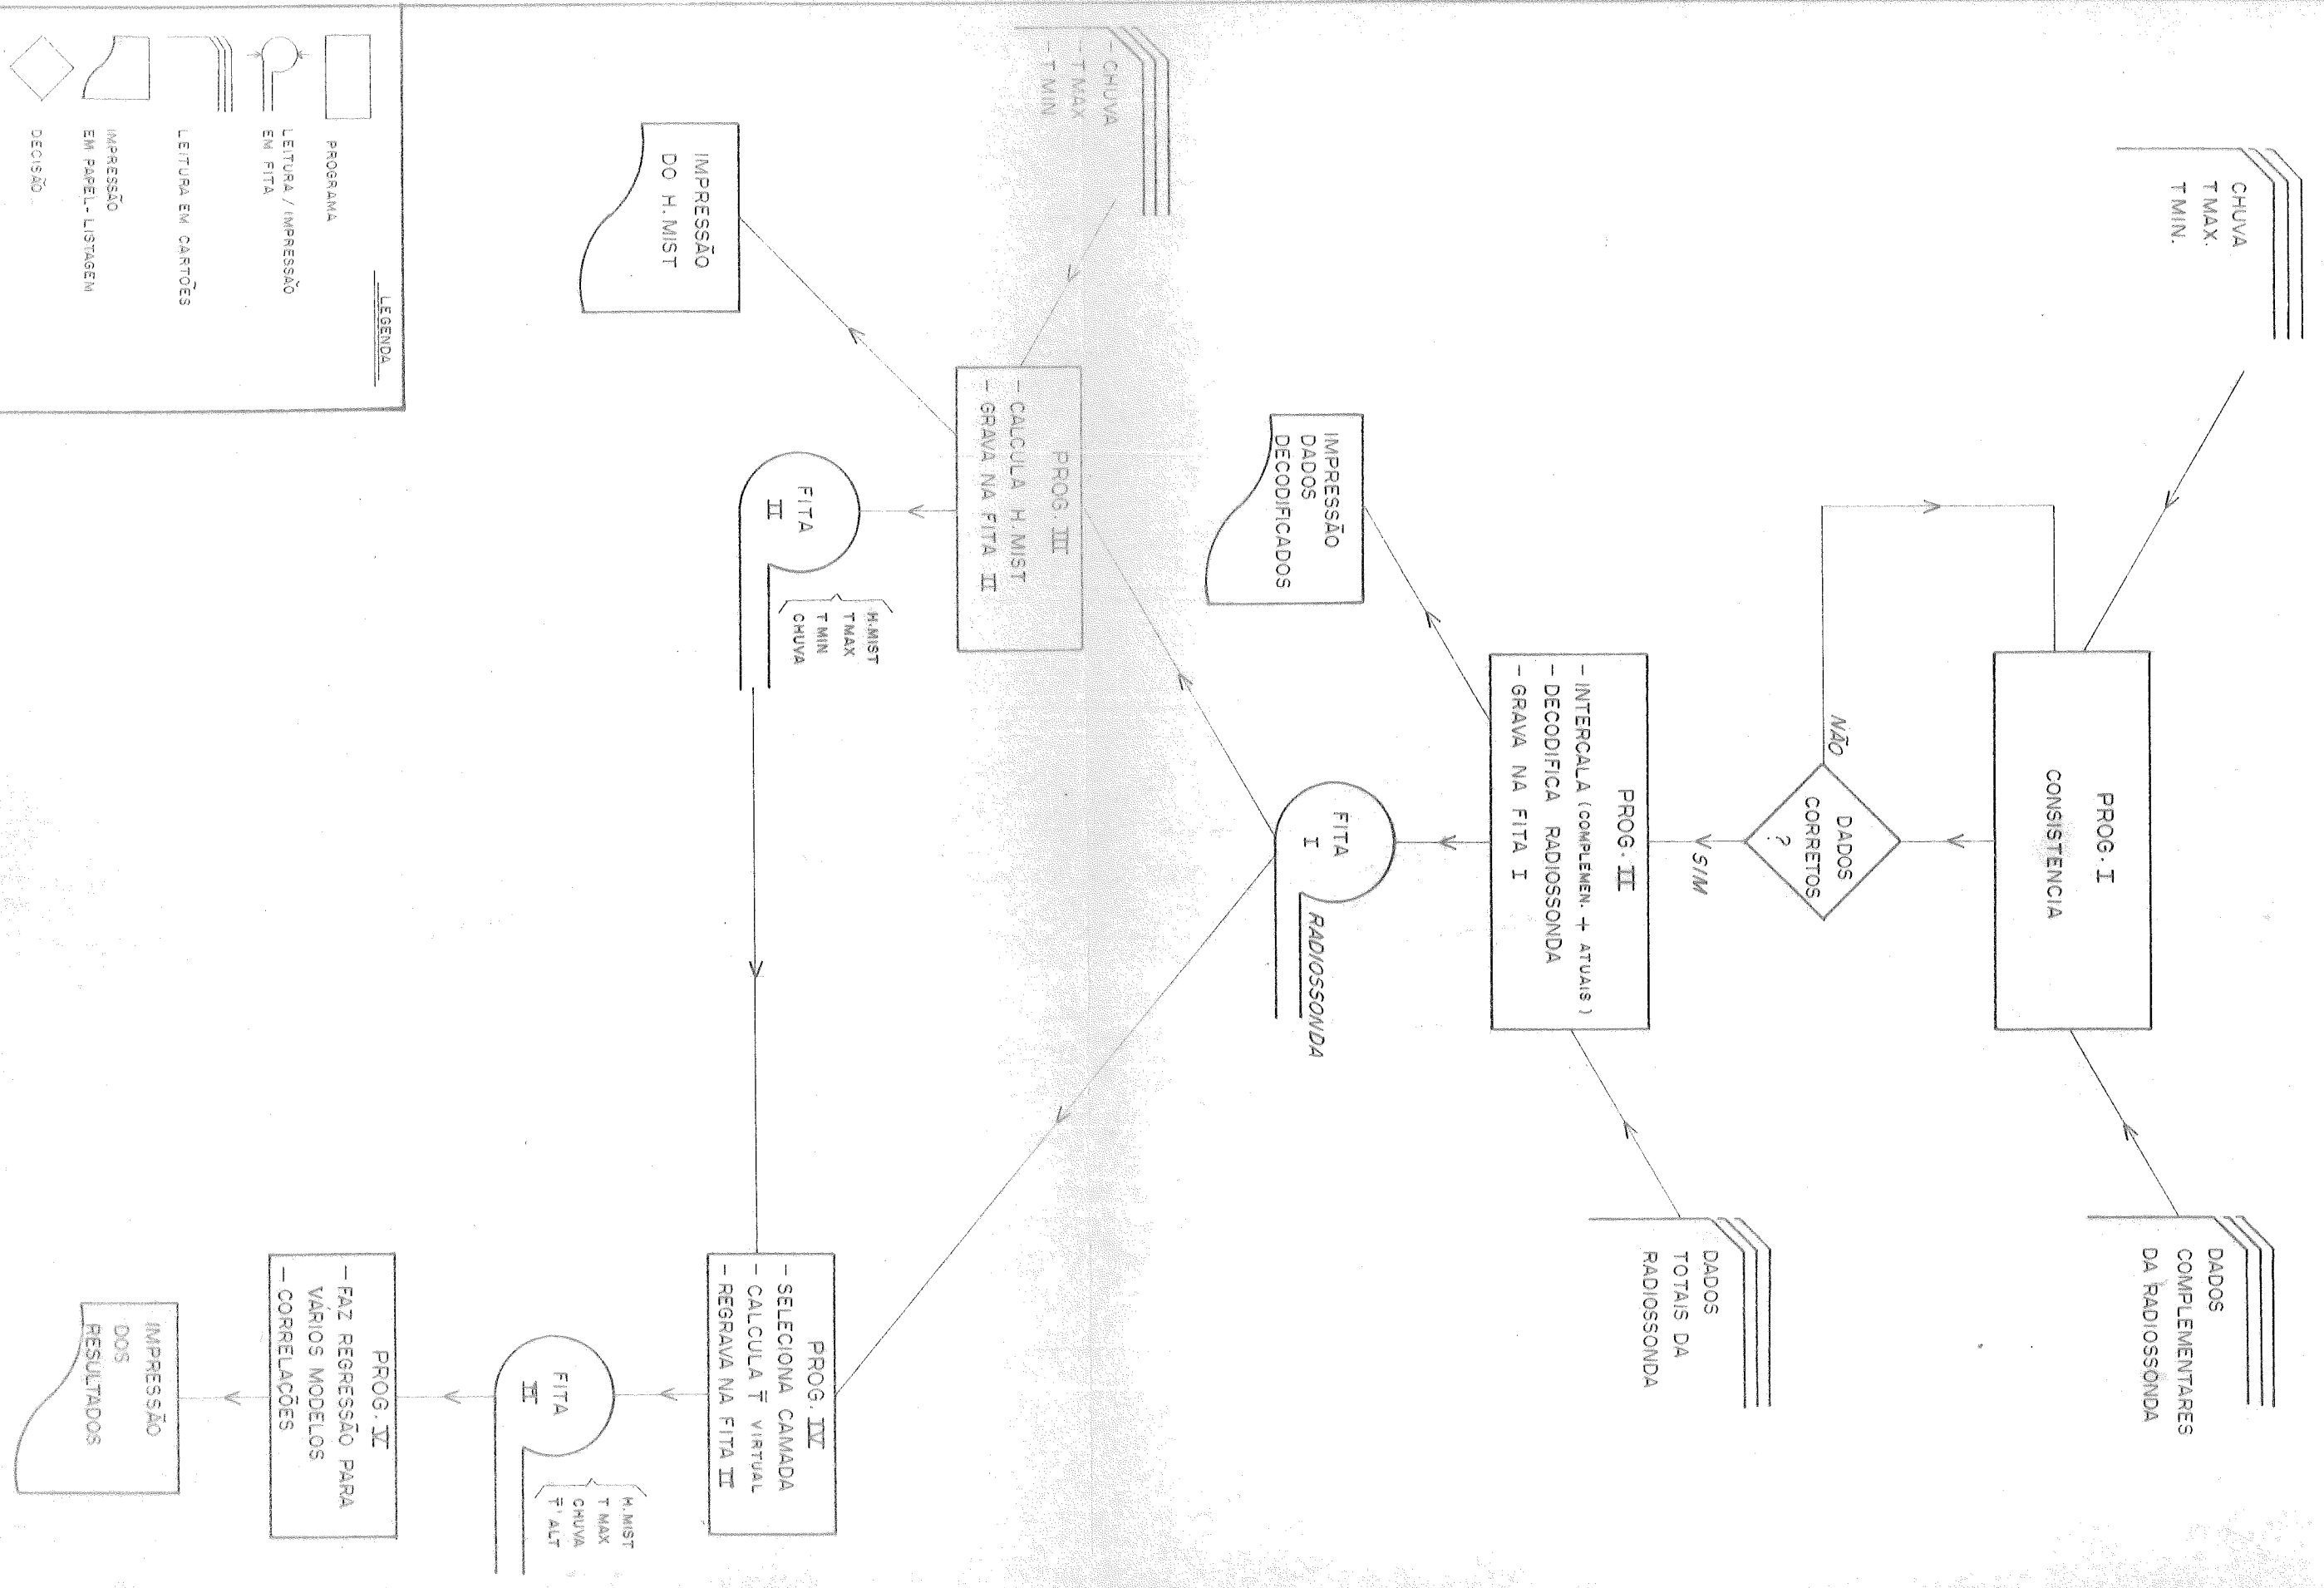 CHUVA
TMAX.
TMIN.
PROG. I
CONSISTENCIA
DADOS
COMPLEMENTARES
DA RADIOSSONDA
DADOS
CORRETOS
?
NÃO
SIM
PROG. II
- INTERCALA (COMPLEMEN. + ATUAIS)
- DECODIFICA RADIOSSONDA
- GRAVA NA FITA I
DADOS
TOTAIS DA
RADIOSSONDA
IMPRESSÃO
DADOS
DECODIFICADOS
FITA
I
RADIOSSONDA
- CHUVA
- T MAX
- T MIN
PROG. III
- CALCULA H. MIST
- GRAVA NA FITA II
IMPRESSÃO
DO H. MIST
FITA
II
H.MIST
TMAX
T MIN
CHUVA
PROG. IV
- SELECIONA CAMADA
- CALCULA T̅ VIRTUAL
- REGRAVA NA FITA II
FITA
II
H. MIST
T MAX
CHUVA
T̅' ALT
PROG. V
- FAZ REGRESSÃO PARA
VÁRIOS MODELOS
- CORRELAÇÕES
IMPRESSÃO
DOS
RESULTADOS
LEGENDA
PROGRAMA
LEITURA / IMPRESSÃO
EM FITA
LEITURA EM CARTÕES
IMPRESSÃO
EM PAPEL - LISTAGEM
DECISÃO